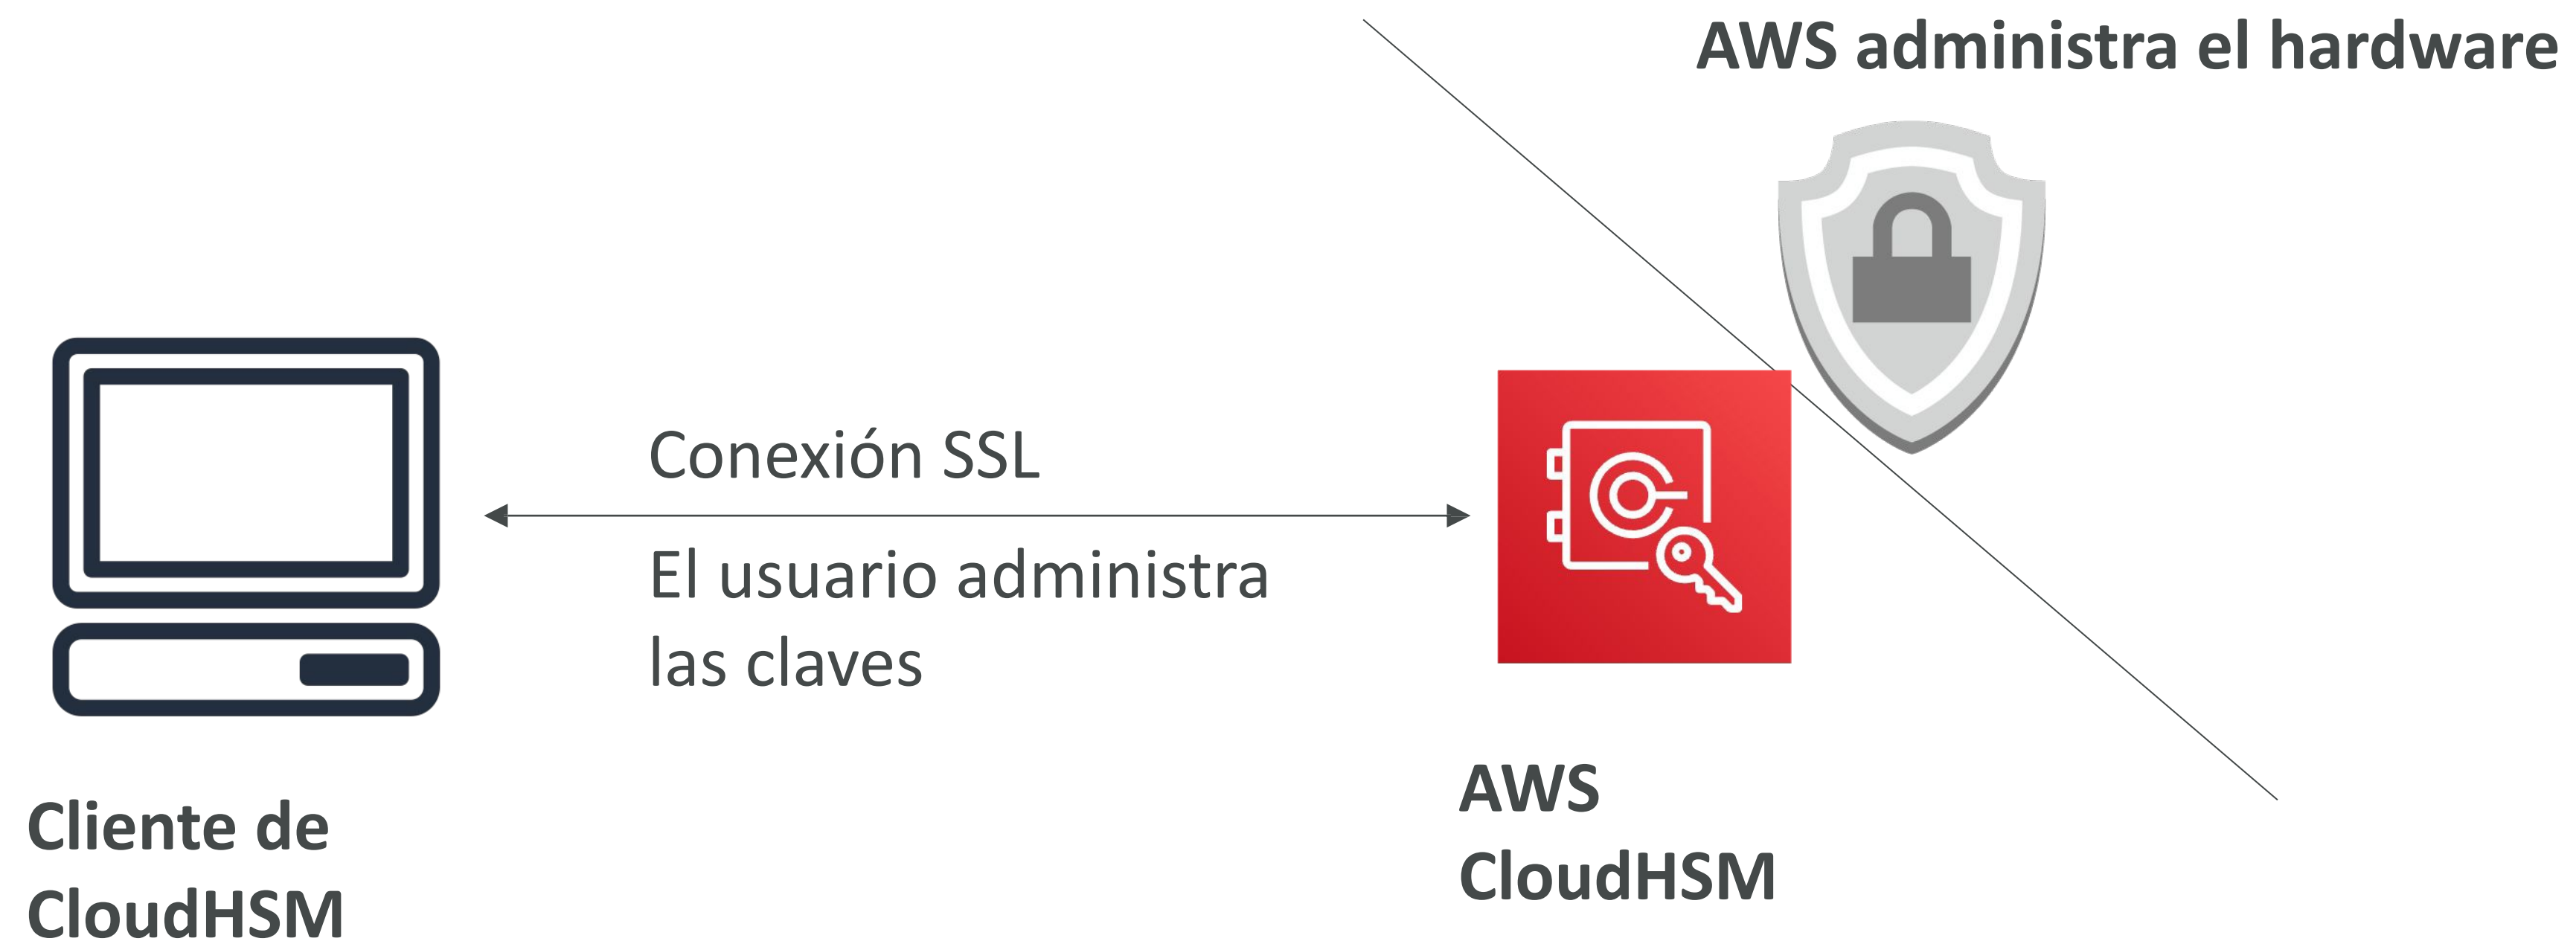 AWS administra el hardware
Conexión SSL
El usuario administra
las claves
Cliente de
CloudHSM
AWS
CloudHSM